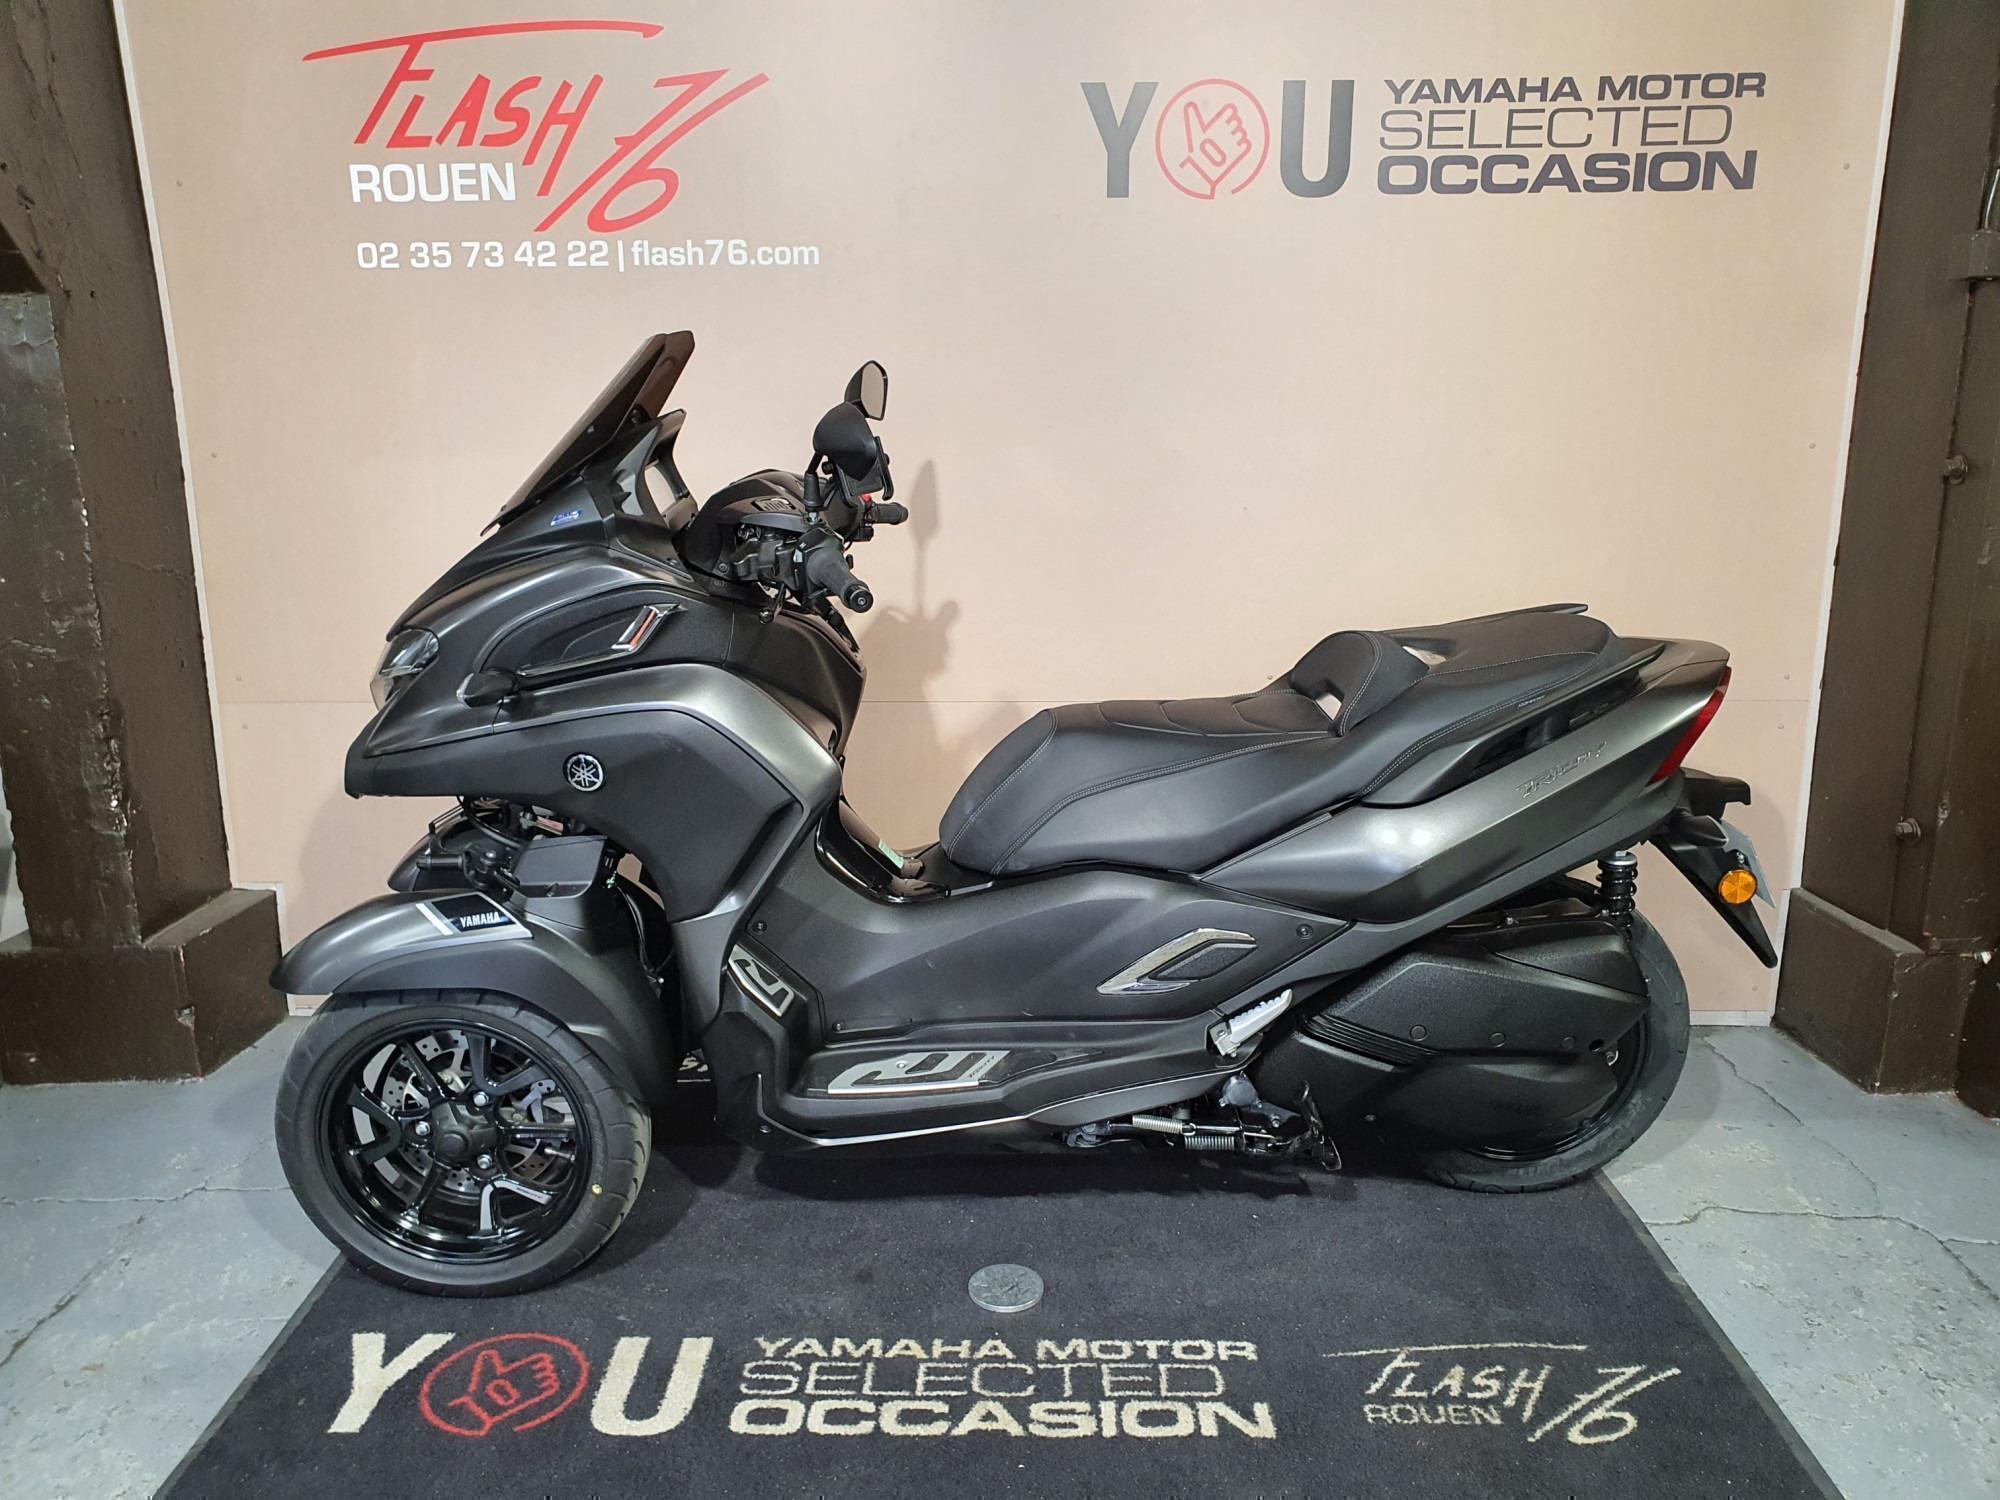 FLASH 76
ROUEN
02 35 73 42 22 | flash76.com
YOU
YAMAHA MOTOR
SELECTED
OCCASION
YAMAHA
YAMAHA
YOU
YAMAHA MOTOR
SELECTED
OCCASION
FLASH 76
ROUEN